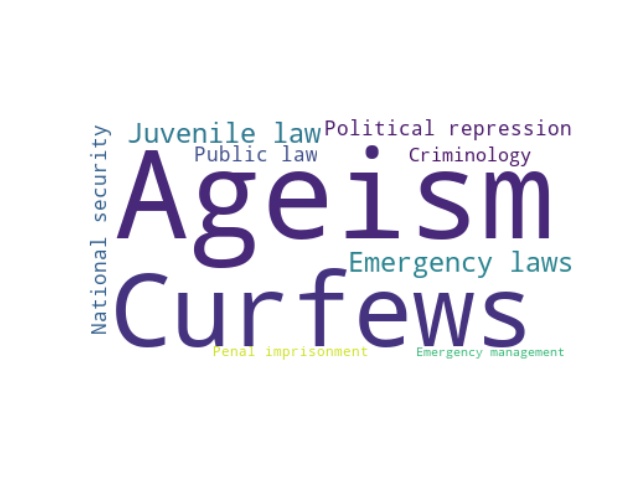 Juvenile law
Political repression
Public law
Criminology
National security
Ageism
Emergency laws
Curfews
Penal imprisonment
Emergency management